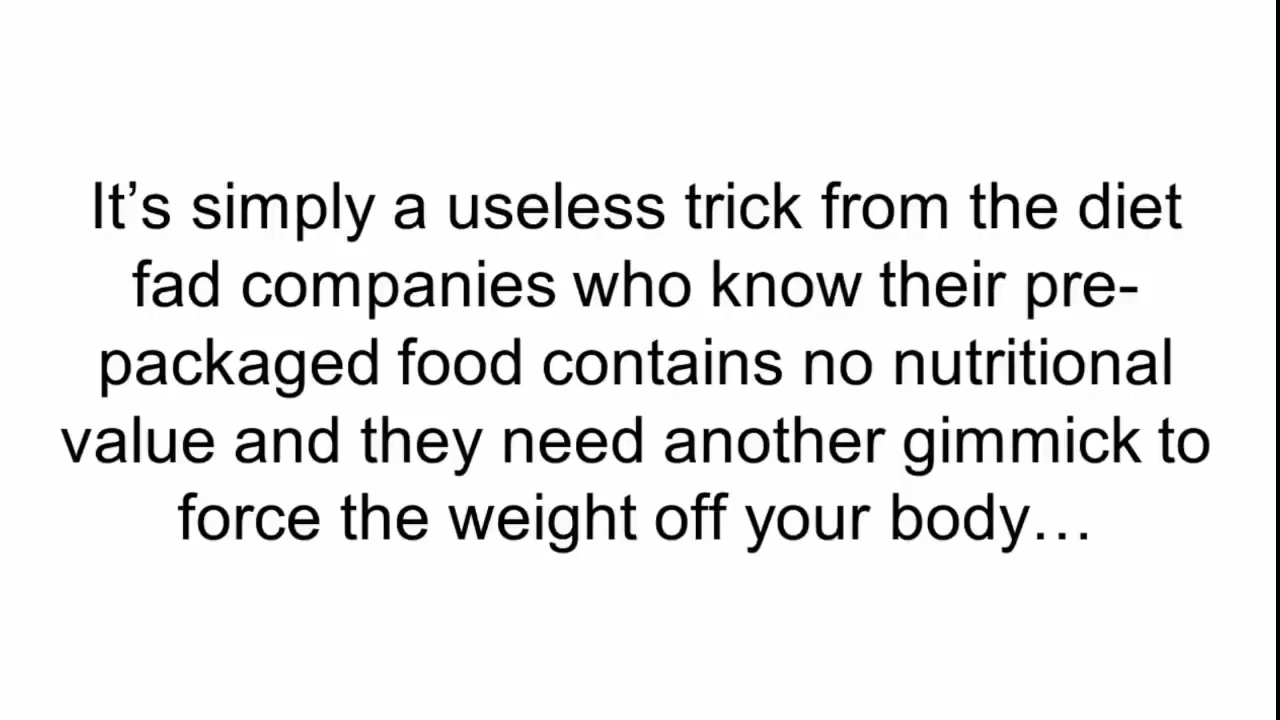 It’s simply a useless trick from the diet
fad companies who know their pre-
packaged food contains no nutritional
value and they need another gimmick to
force the weight off your body…